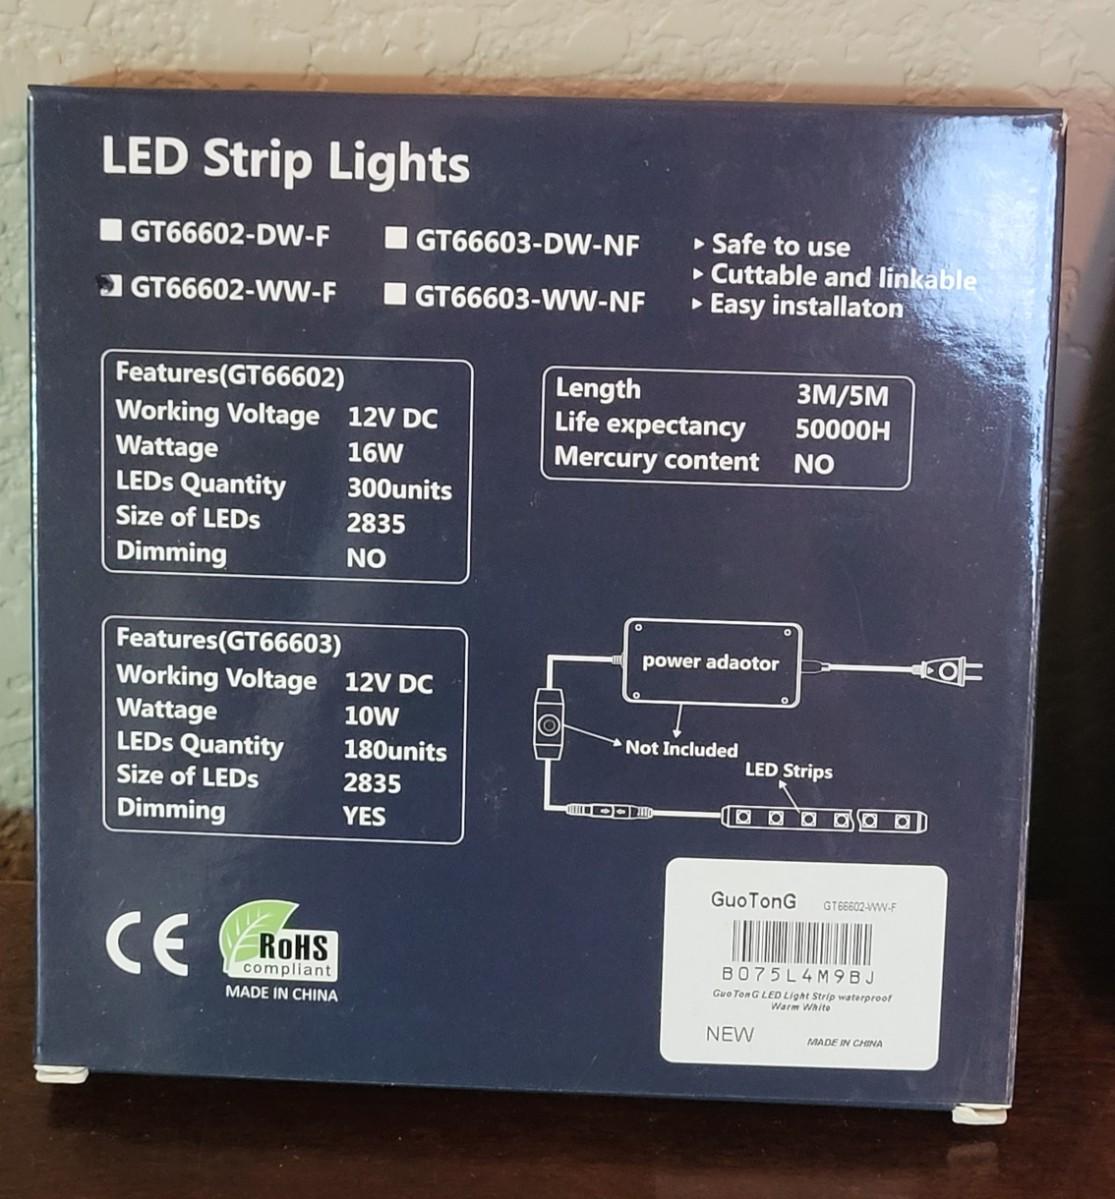 LED Strip Lights
GT66602-DW-F
GT66602-WW-F
GT66603-DW-NF
GT66603-WW-NF
▸ Safe to use
▸ Cuttable and linkable
▸ Easy installaton
Features(GT66602)
Working Voltage 12V DC
Wattage 16W
LEDs Quantity 300units
Size of LEDs 2835
Dimming NO
Length 3M/5M
Life expectancy 50000H
Mercury content NO
Features(GT66603)
Working Voltage 12V DC
Wattage 10W
LEDs Quantity 180units
Size of LEDs 2835
Dimming YES
power adaotor
Not Included
LED Strips
CE
RoHS
compliant
MADE IN CHINA
GuoTonG GT66602-WW-F
B075L4M9BJ
GuoTonG LED Light Strip waterproof
Warm White
NEW MADE IN CHINA